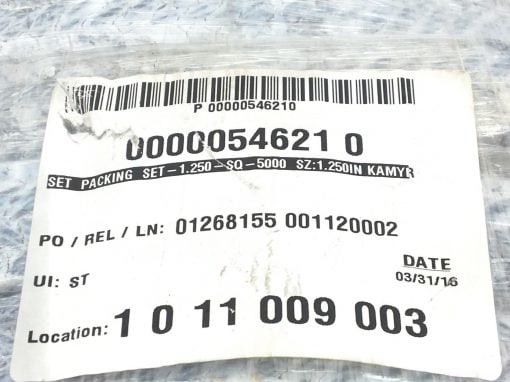 P 00000546210
0000054621 0
SET PACKING SET-1.250-SQ-5000 SZ:1.250IN KAMYR
PO / REL / LN: 01268155 001120002
DATE
UI: ST
03/31/16
Location: 1 0 11 009 003